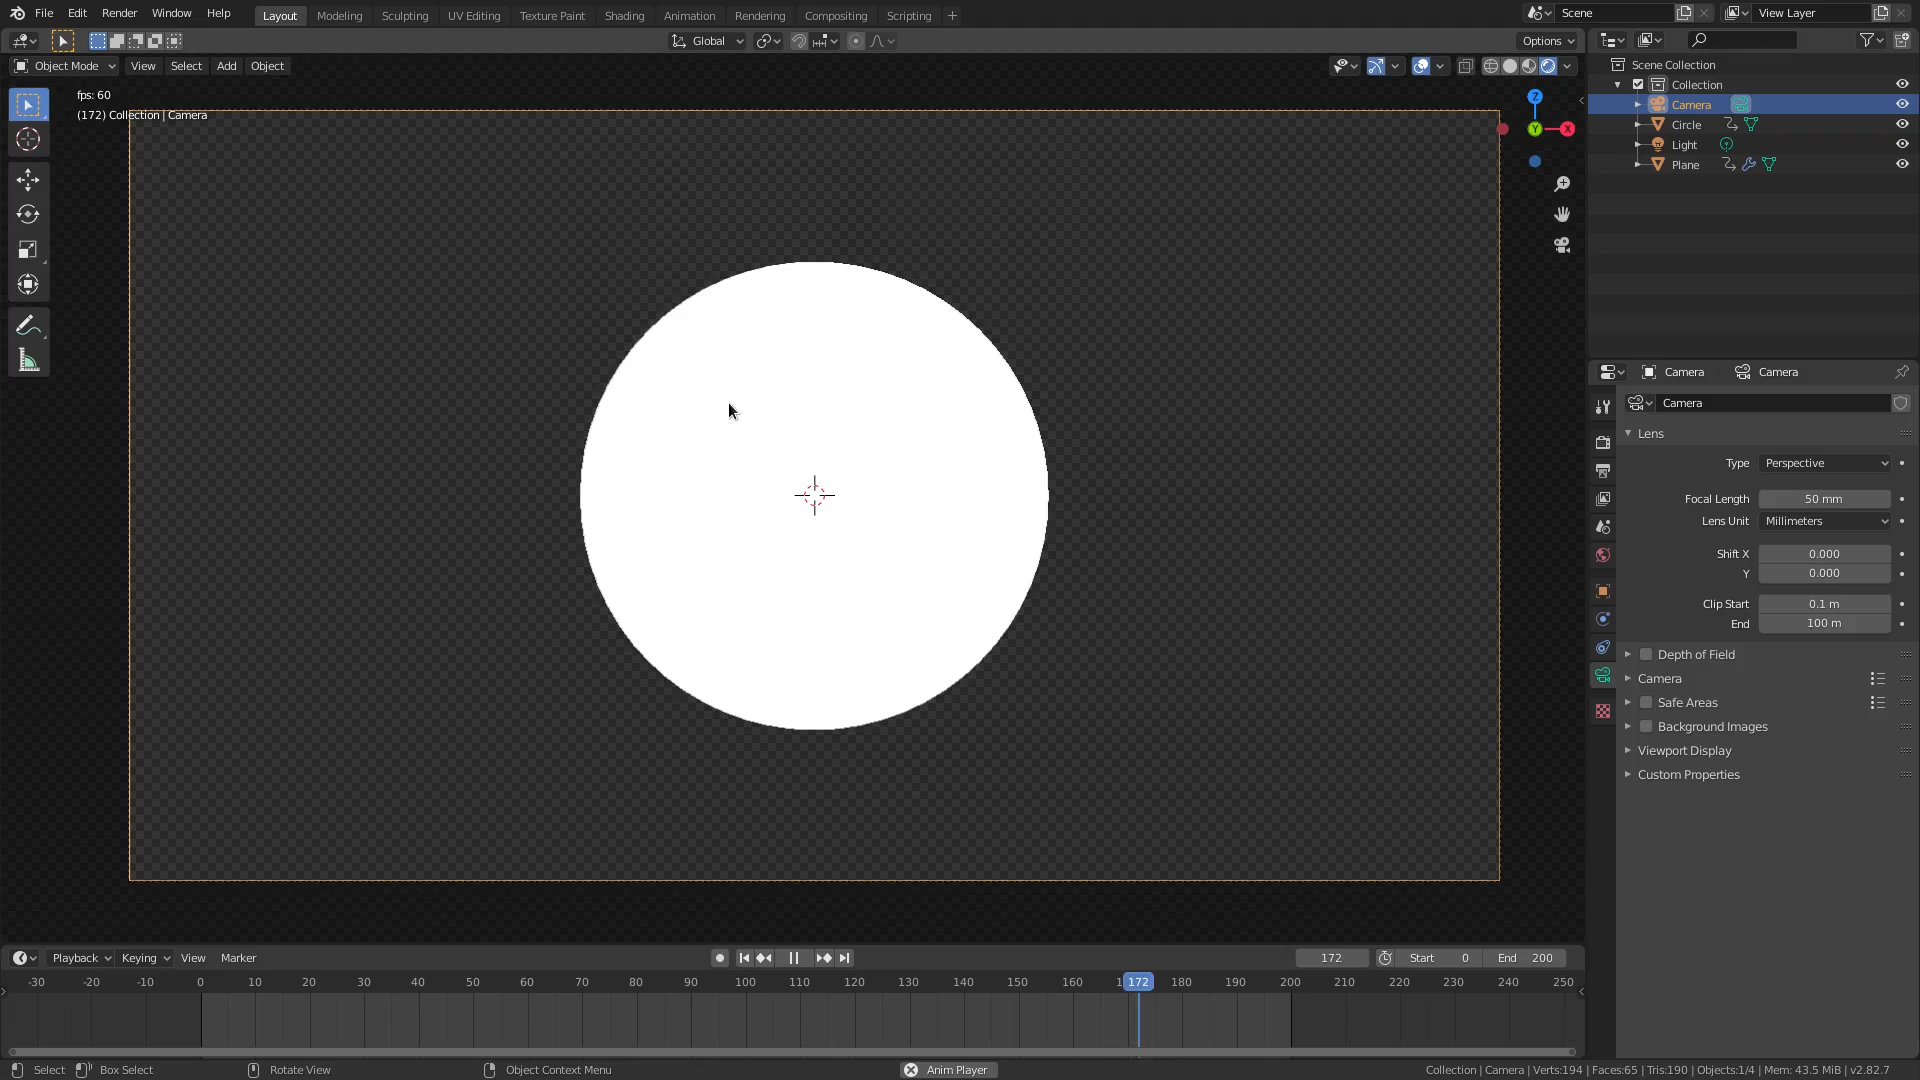 File Edit Render Window Help Layout Modeling Sculpting UV Editing Texture Paint Shading Animation Rendering Compositing Scripting + Scene View Layer
Global Options
Object Mode View Select Add Object
fps: 60
(172) Collection | Camera
Z
Y X
Scene Collection
Collection
Camera
Circle
Light
Plane
Camera Camera
Camera
Lens
Type Perspective
Focal Length 50 mm
Lens Unit Millimeters
Shift X 0.000
Y 0.000
Clip Start 0.1 m
End 100 m
Depth of Field
Camera
Safe Areas
Background Images
Viewport Display
Custom Properties
Playback Keying View Marker 172 Start 0 End 200
-30 -20 -10 0 10 20 30 40 50 60 70 80 90 100 110 120 130 140 150 160 1 172 180 190 200 210 220 230 240 250
Select Box Select Rotate View Object Context Menu Anim Player Collection | Camera | Verts:194 | Faces:65 | Tris:190 | Objects:1/4 | Mem: 43.5 MiB | v2.82.7